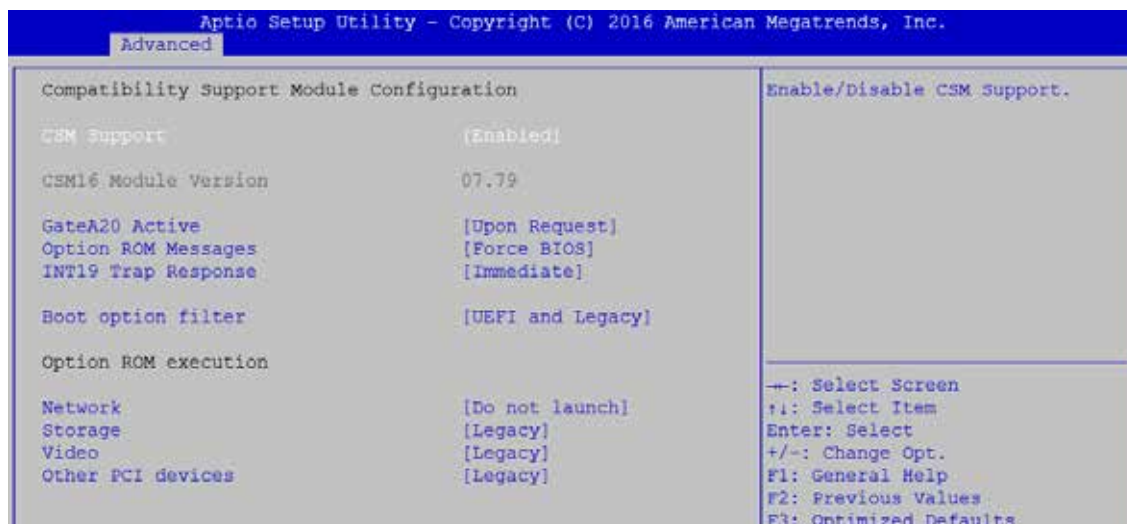 Aptio Setup Utility - Copyright (C) 2016 American Megatrends, Inc.
Advanced
Compatibility Support Module Configuration
CSM Support [Enabled]
CSM16 Module Version 07.79
GateA20 Active [Upon Request]
Option ROM Messages [Force BIOS]
INT19 Trap Response [Immediate]
Boot option filter [UEFI and Legacy]
Option ROM execution
Network [Do not launch]
Storage [Legacy]
Video [Legacy]
Other PCI devices [Legacy]
Enable/Disable CSM Support.
→←: Select Screen
↑↓: Select Item
Enter: Select
+/-: Change Opt.
F1: General Help
F2: Previous Values
F3: Optimized Defaults